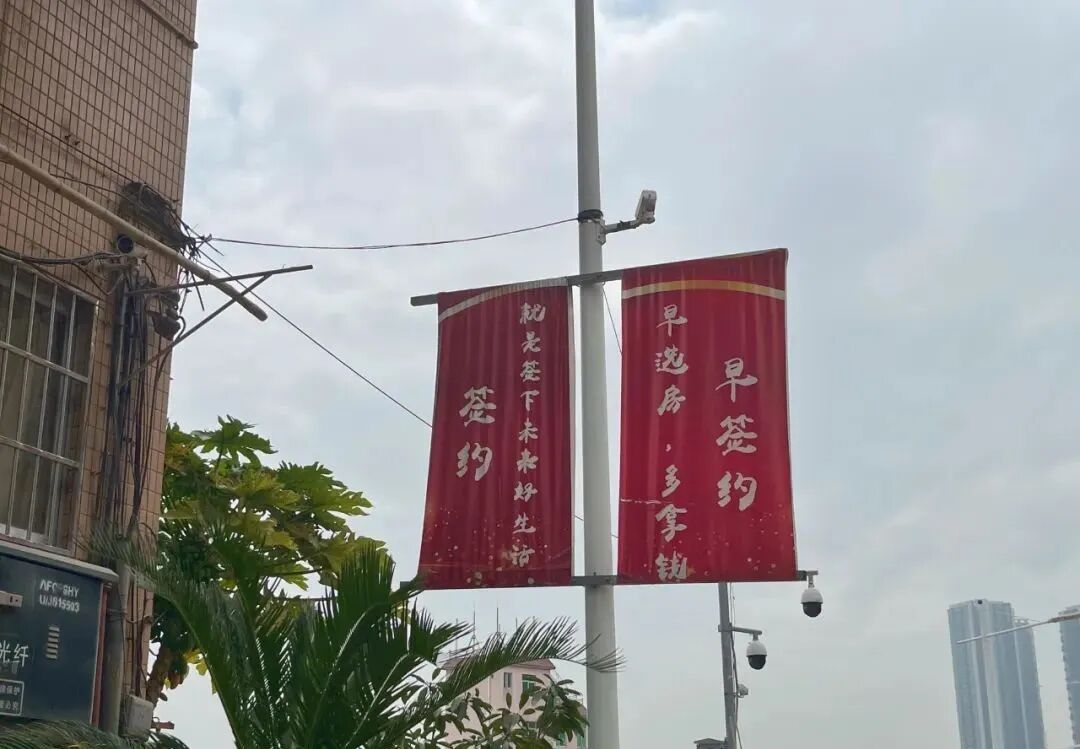 签约
就是签下未来好生活
早签约
早选房，多拿钱
光纤